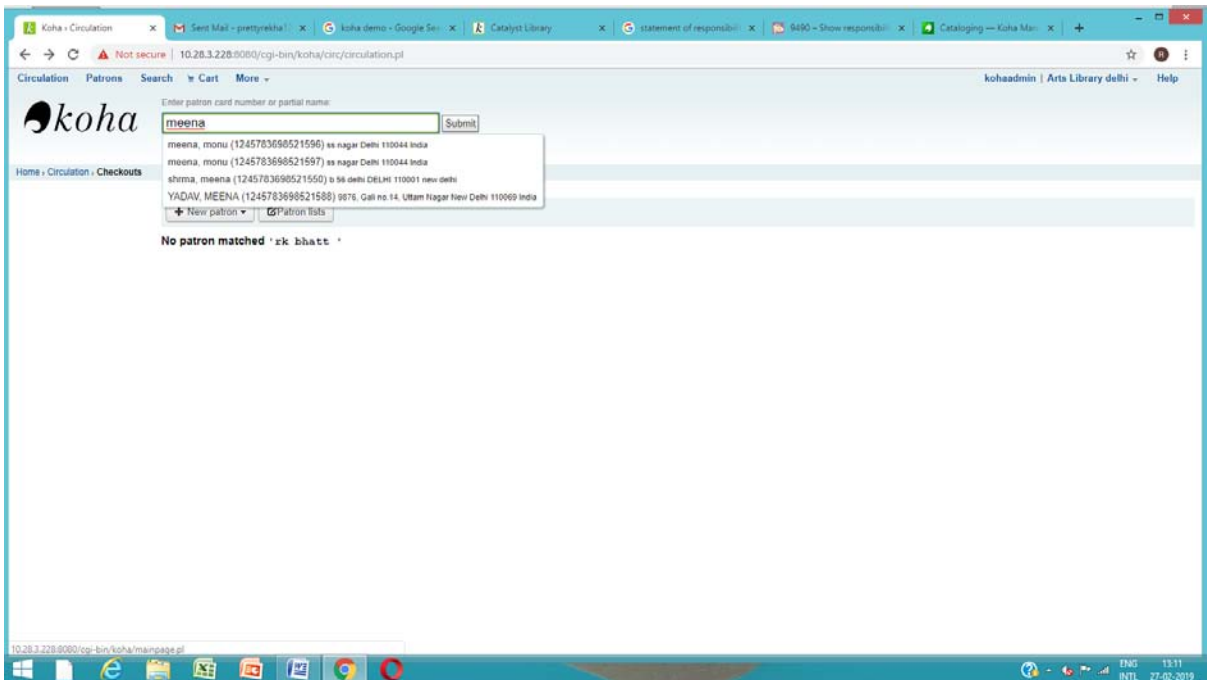 Koha › Circulation
Sent Mail - prettyrekha1
koha demo - Google Se
Catalyst Library
statement of responsibil
9490 – Show responsibil
Cataloging — Koha Man
Not secure | 10.28.3.228:8080/cgi-bin/koha/circ/circulation.pl
R
Circulation Patrons Search Cart More
kohaadmin | Arts Library delhi Help
koha
Enter patron card number or partial name:
meena
Submit
meena, monu (1245783698521596) ss nagar Delhi 110044 India
meena, monu (1245783698521597) ss nagar Delhi 110044 India
shrma, meena (1245783698521550) b 56 delhi DELHI 110001 new delhi
YADAV, MEENA (1245783698521588) 9876, Gali no.14, Uttam Nagar New Delhi 110069 India
Home › Circulation › Checkouts
+ New patron Patron lists
No patron matched 'rk bhatt '
10.28.3.228:8080/cgi-bin/koha/mainpage.pl
ENG 13:11
INTL 27-02-2019